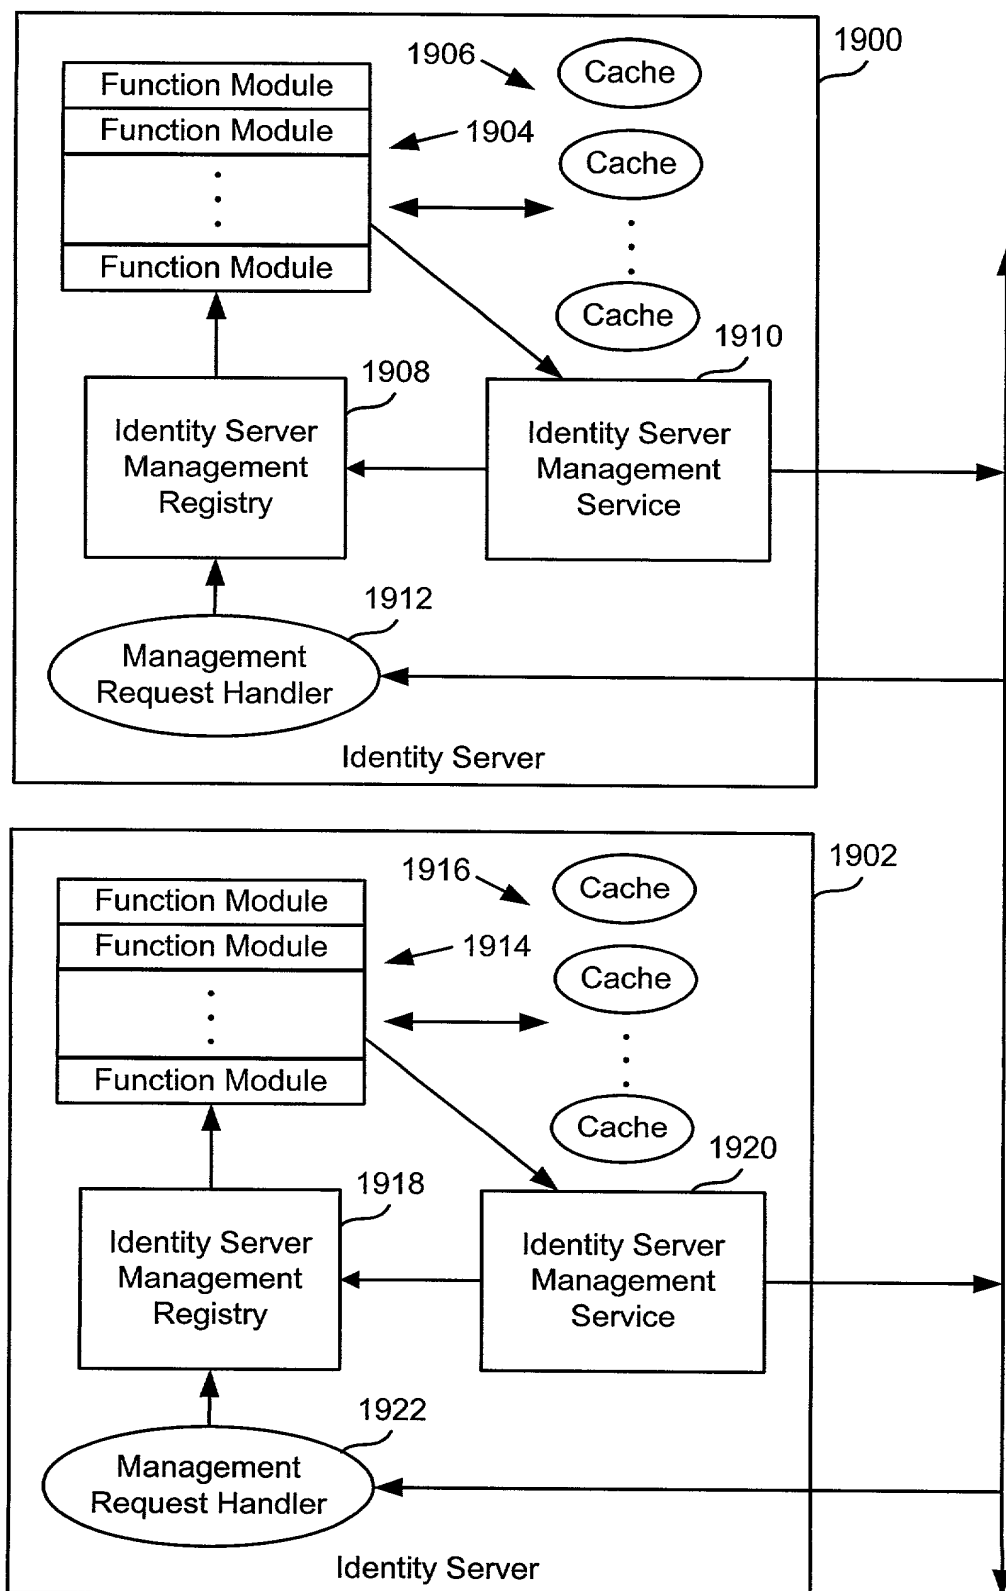 1900
1906
Cache
Function Module
Function Module
1904
Cache
Function Module
Cache
1910
1908
Identity Server
Management
Registry
Identity Server
Management
Service
1912
Management
Request Handler
Identity Server
1902
1916
Cache
Function Module
Function Module
1914
Cache
Function Module
Cache
1920
1918
Identity Server
Management
Registry
Identity Server
Management
Service
1922
Management
Request Handler
Identity Server